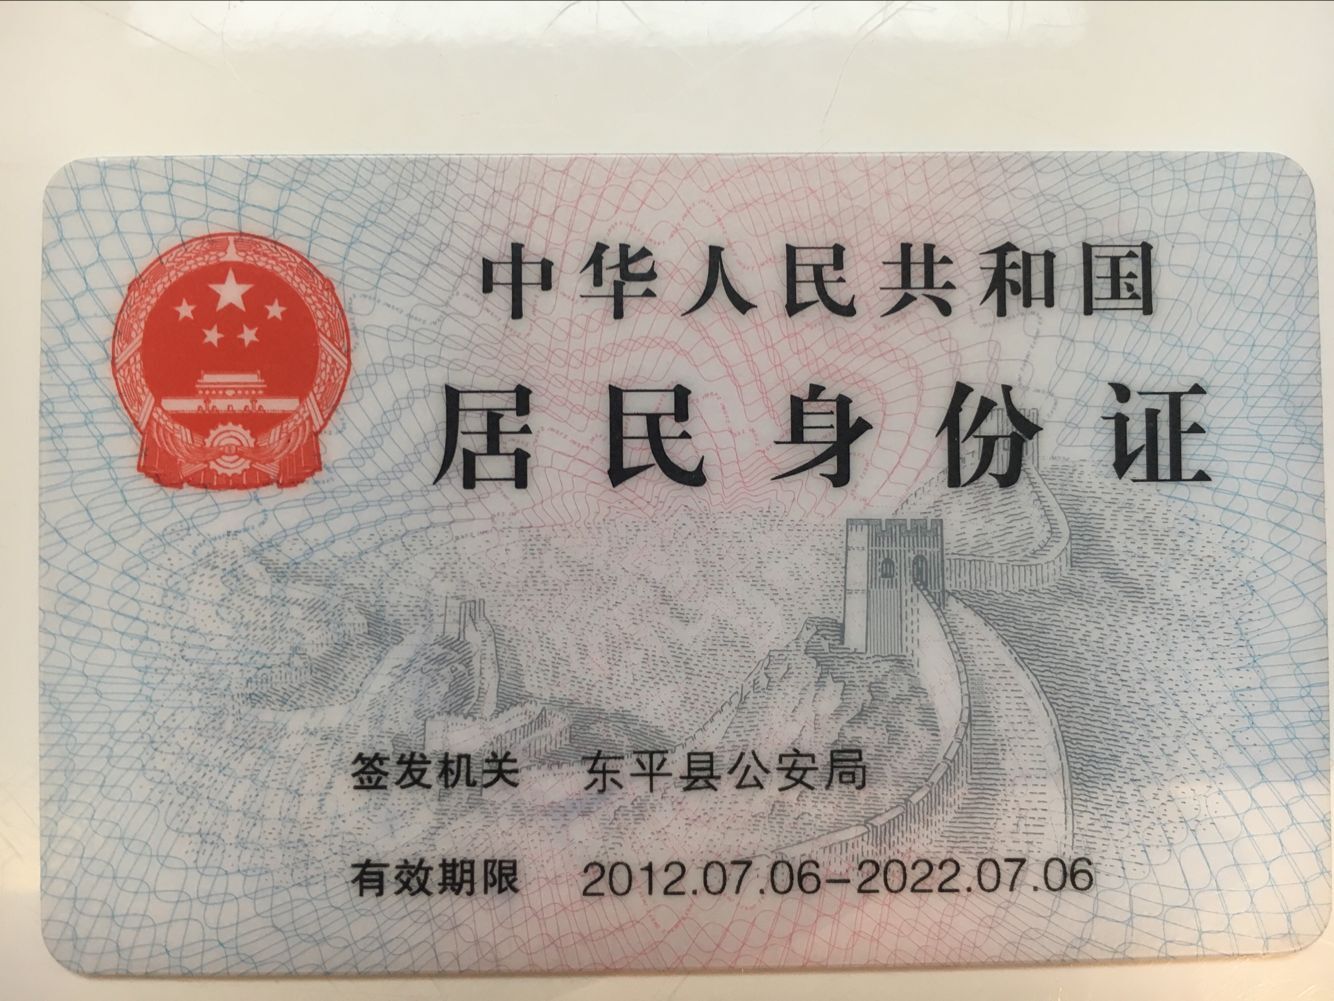 中华人民共和国
居民身份证
签发机关 东平县公安局
有效期限 2012.07.06-2022.07.06